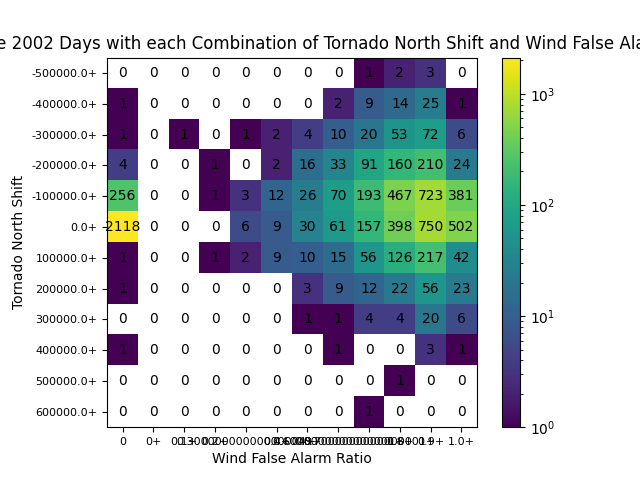 2002 Days with each Combination of Tornado North Shift and Wind False
Tornado North Shift
-500000.0+ 0 0 0 0 0 0 0 0 1 2 3 0
-400000.0+ 1 0 0 0 0 0 0 2 9 14 25 1
-300000.0+ 1 0 1 0 1 2 4 10 20 53 72 6
-200000.0+ 4 0 0 1 0 2 16 33 91 160 210 24
-100000.0+ 256 0 0 1 3 12 26 70 193 467 723 381
0.0+ 2118 0 0 0 6 9 30 61 157 398 750 502
100000.0+ 1 0 0 1 2 9 10 15 56 126 217 42
200000.0+ 1 0 0 0 0 0 3 9 12 22 56 23
300000.0+ 0 0 0 0 0 0 1 1 4 4 20 6
400000.0+ 1 0 0 0 0 0 0 1 0 0 3 1
500000.0+ 0 0 0 0 0 0 0 0 0 1 0 0
600000.0+ 0 0 0 0 0 0 0 0 1 0 0 0
0 0+ 1.0+
Wind False Alarm Ratio
10³
10²
10¹
10⁰